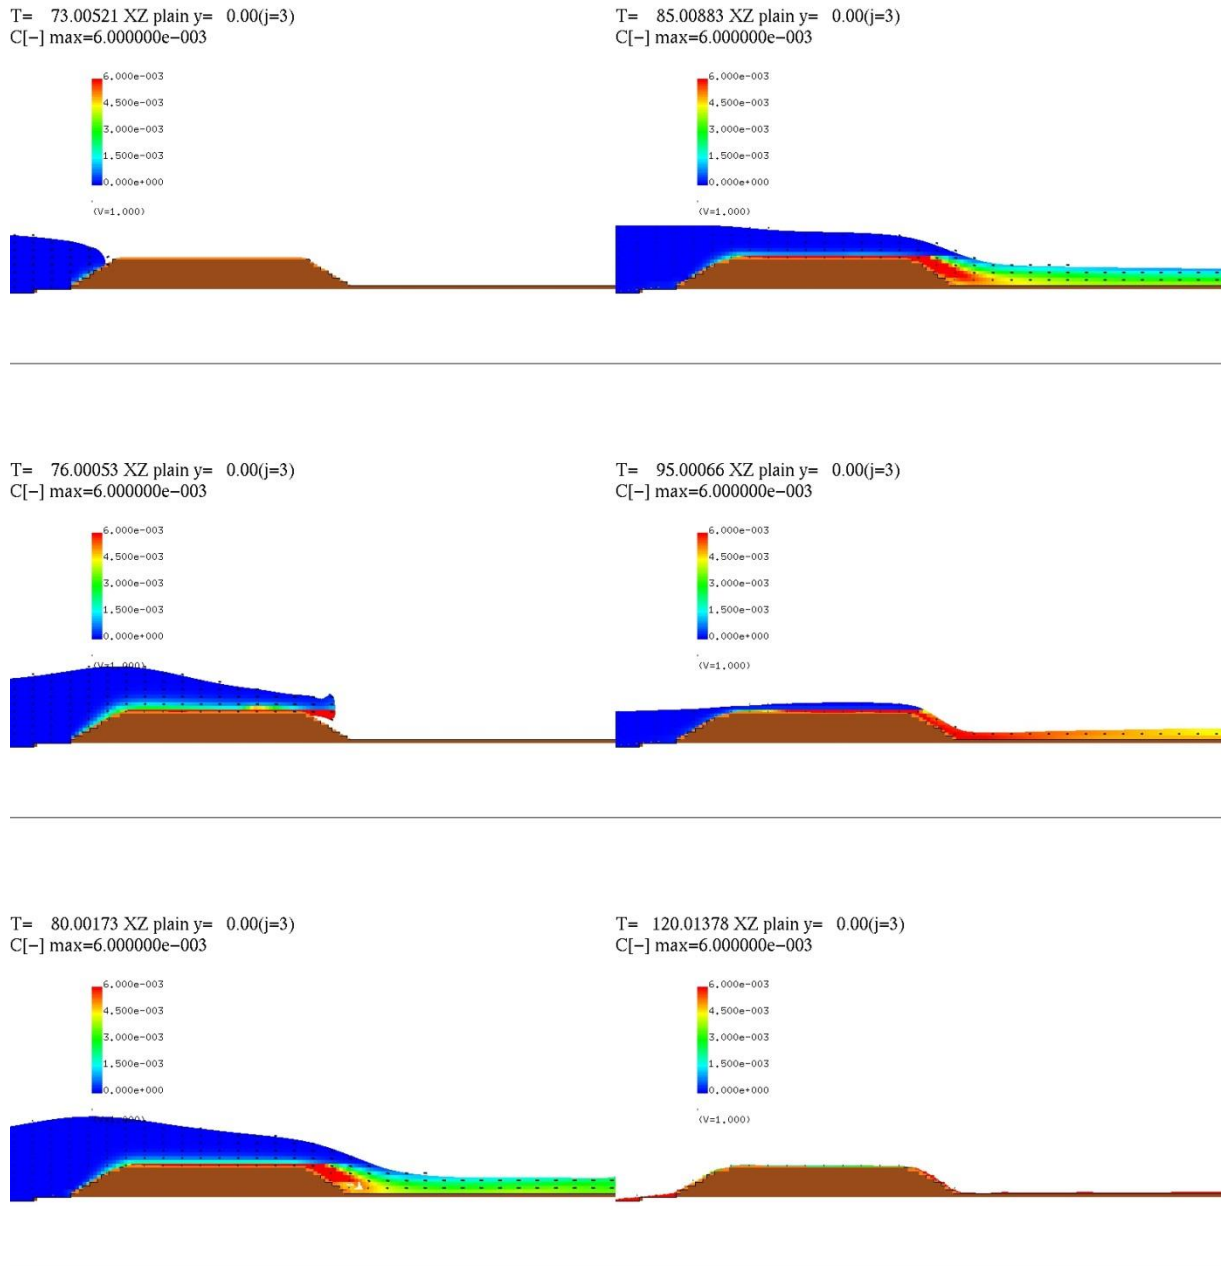 T= 73.00521 XZ plain y= 0.00(j=3)
C[−] max=6.000000e−003
6.000e-003
4.500e-003
3.000e-003
1.500e-003
0.000e+000
(V=1.000)
T= 85.00883 XZ plain y= 0.00(j=3)
C[−] max=6.000000e−003
6.000e-003
4.500e-003
3.000e-003
1.500e-003
0.000e+000
(V=1.000)
T= 76.00053 XZ plain y= 0.00(j=3)
C[−] max=6.000000e−003
6.000e-003
4.500e-003
3.000e-003
1.500e-003
0.000e+000
(V=1.000)
T= 95.00066 XZ plain y= 0.00(j=3)
C[−] max=6.000000e−003
6.000e-003
4.500e-003
3.000e-003
1.500e-003
0.000e+000
(V=1.000)
T= 80.00173 XZ plain y= 0.00(j=3)
C[−] max=6.000000e−003
6.000e-003
4.500e-003
3.000e-003
1.500e-003
0.000e+000
T= 120.01378 XZ plain y= 0.00(j=3)
C[−] max=6.000000e−003
6.000e-003
4.500e-003
3.000e-003
1.500e-003
0.000e+000
(V=1.000)